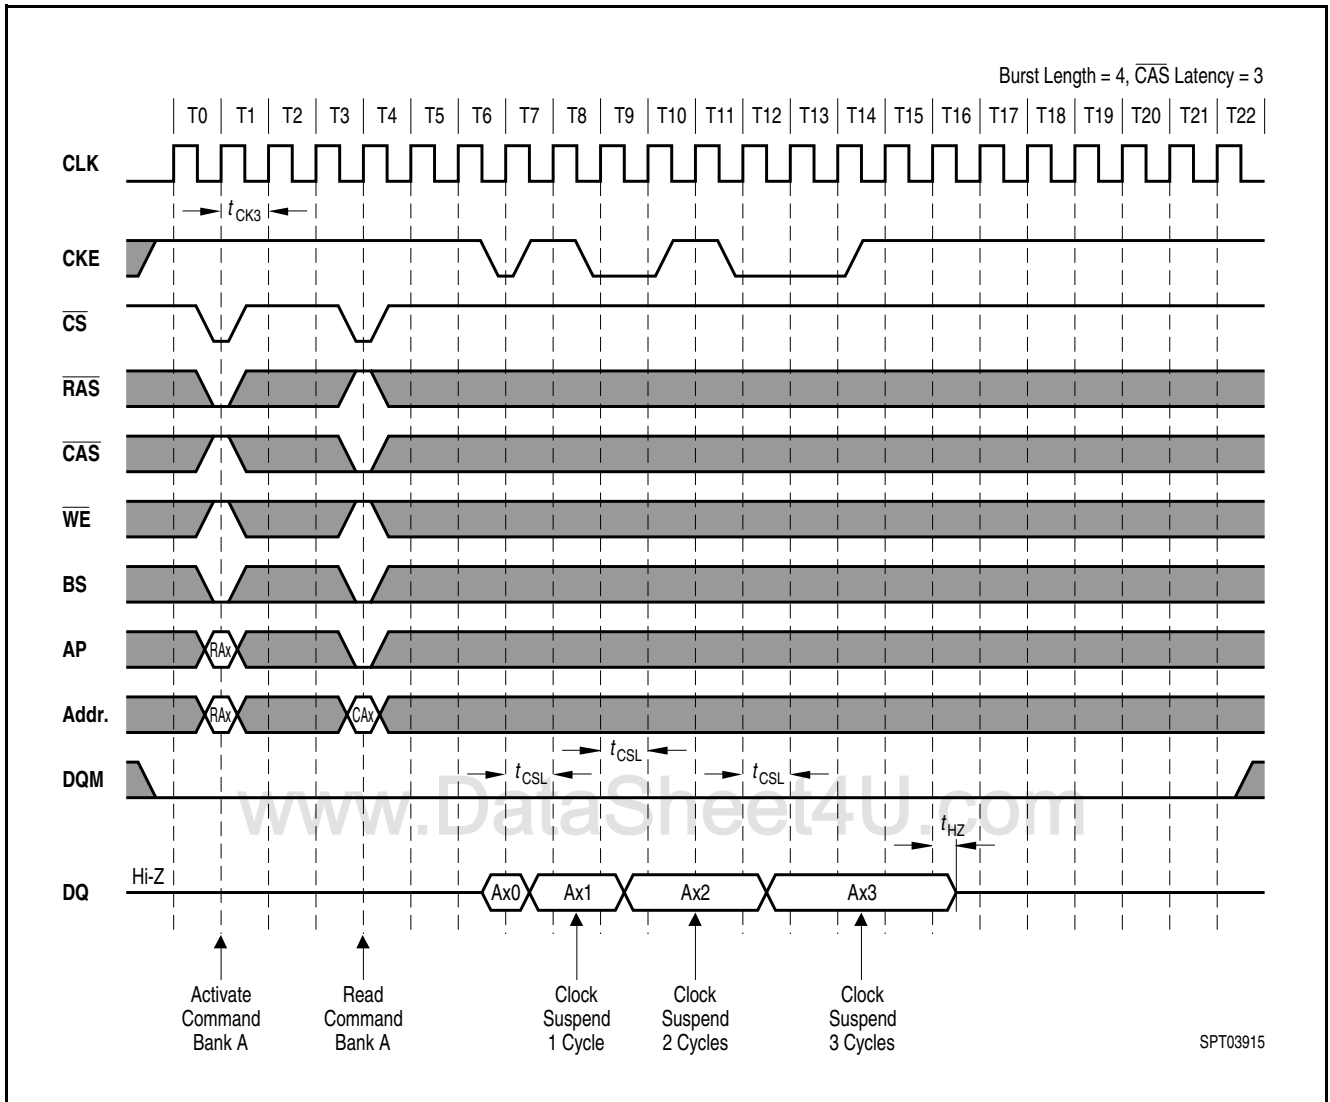 Burst Length = 4, CAS Latency = 3
T0 T1 T2 T3 T4 T5 T6 T7 T8 T9 T10 T11 T12 T13 T14 T15 T16 T17 T18 T19 T20 T21 T22
CLK
tCK3
CKE
CS
RAS
CAS
WE
BS
AP RAx
Addr. RAx CAx
tCSL tCSL tCSL
DQM
www.DataSheet4U.com
tHZ
DQ Hi-Z Ax0 Ax1 Ax2 Ax3
Activate Command Bank A
Read Command Bank A
Clock Suspend 1 Cycle
Clock Suspend 2 Cycles
Clock Suspend 3 Cycles
SPT03915